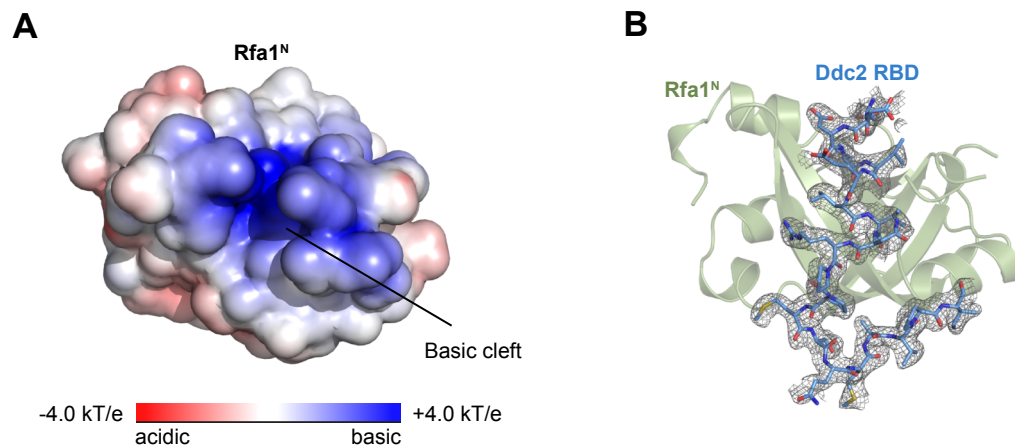 A
Rfa1ᴺ
Basic cleft
-4.0 kT/e +4.0 kT/e
acidic basic
B
Ddc2 RBD
Rfa1ᴺ